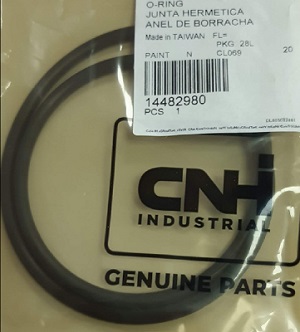 O-RING
JUNTA HERMETICA
ANEL DE BORRACHA
Made in TAIWAN FL=
PKG 28L
PAINT N CL069 20
14482980
PCS 1
CNH
INDUSTRIAL
GENUINE PARTS